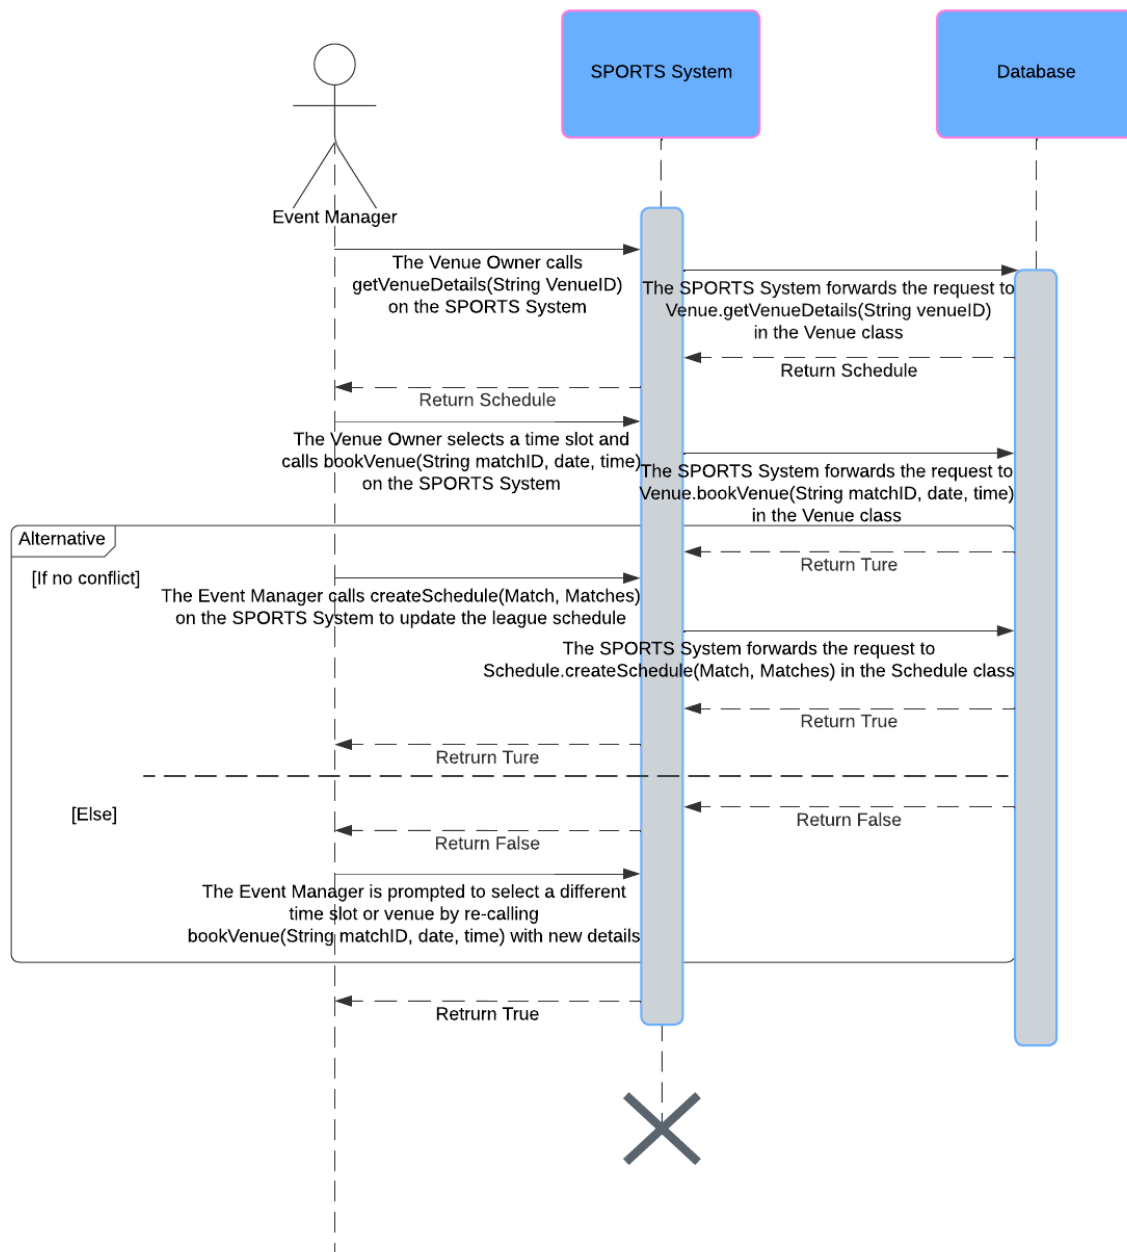 SPORTS System
Database
Event Manager
The Venue Owner calls
getVenueDetails(String VenueID)
on the SPORTS System
The SPORTS System forwards the request to
Venue.getVenueDetails(String venueID)
in the Venue class
Return Schedule
Return Schedule
The Venue Owner selects a time slot and
calls bookVenue(String matchID, date, time)
on the SPORTS System
The SPORTS System forwards the request to
Venue.bookVenue(String matchID, date, time)
in the Venue class
Alternative
Return Ture
[If no conflict]
The Event Manager calls createSchedule(Match, Matches)
on the SPORTS System to update the league schedule
The SPORTS System forwards the request to
Schedule.createSchedule(Match, Matches) in the Schedule class
Return True
Retrurn Ture
[Else]
Return False
Return False
The Event Manager is prompted to select a different
time slot or venue by re-calling
bookVenue(String matchID, date, time) with new details
Retrurn True